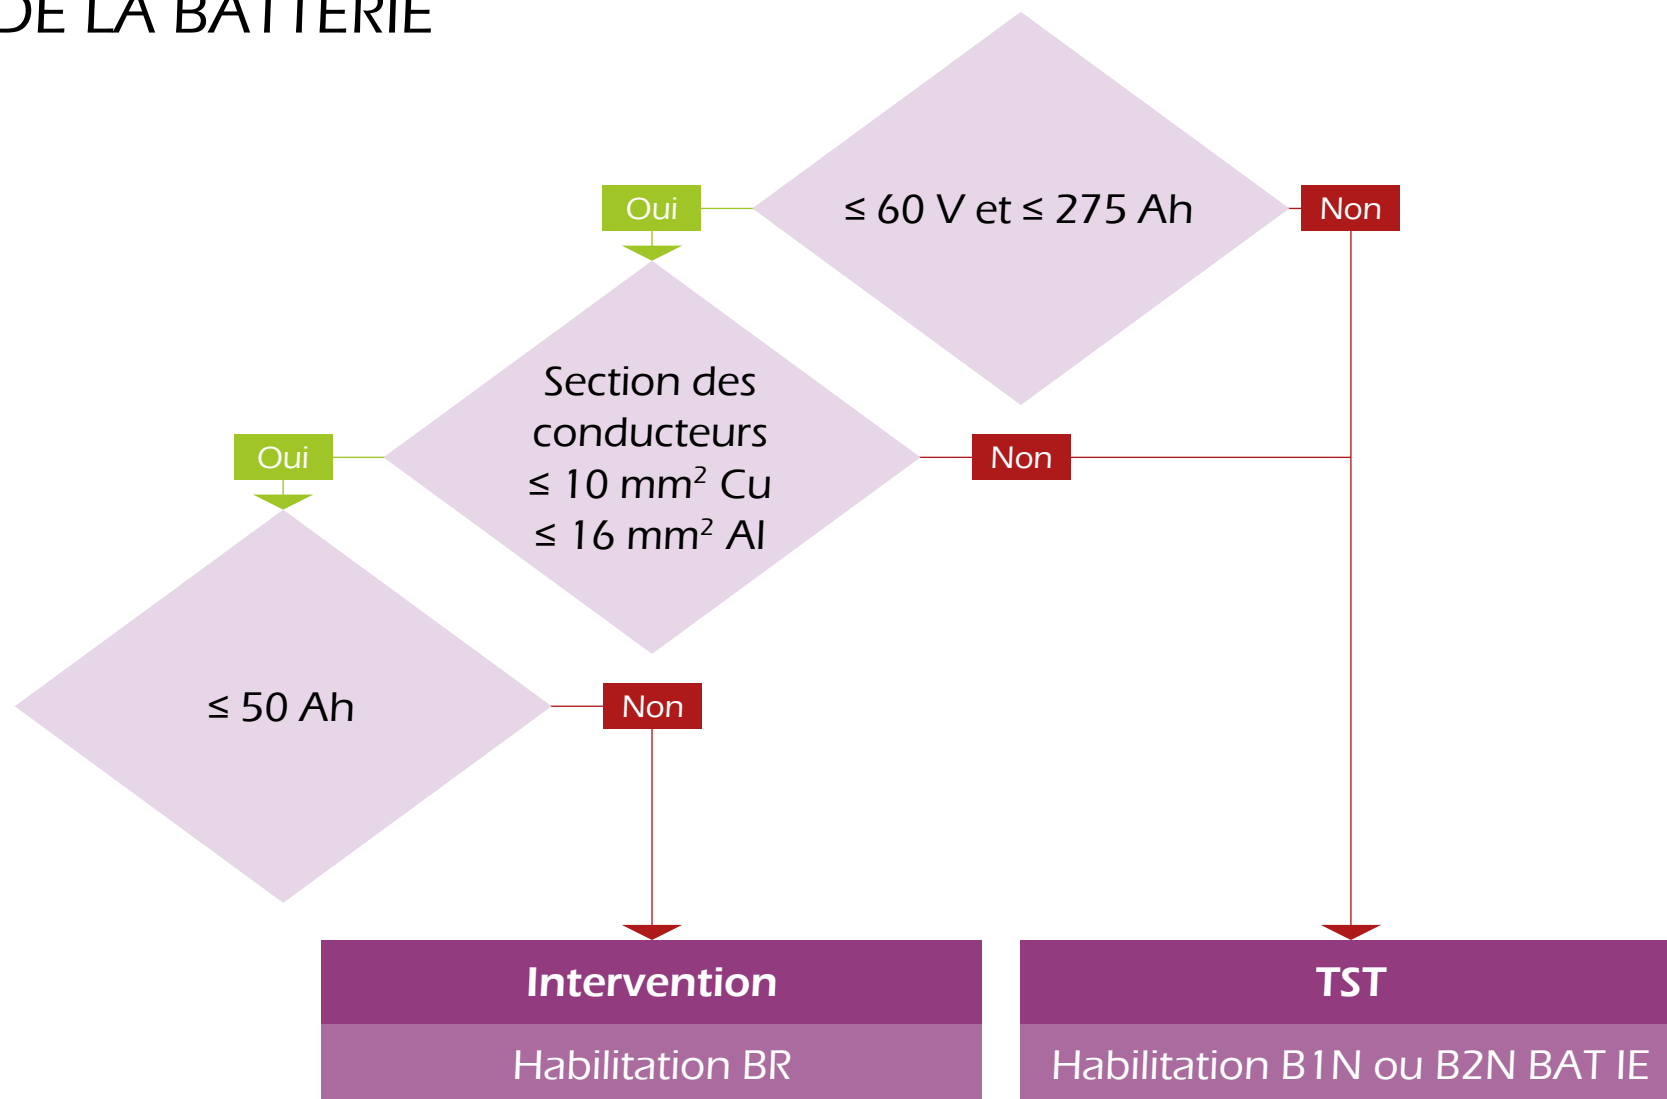 DE LA BATTERIE
≤ 60 V et ≤ 275 Ah
Oui
Non
Section des
conducteurs
≤ 10 mm² Cu
≤ 16 mm² Al
Oui
Non
≤ 50 Ah
Non
Intervention
Habilitation BR
TST
Habilitation B1N ou B2N BAT IE